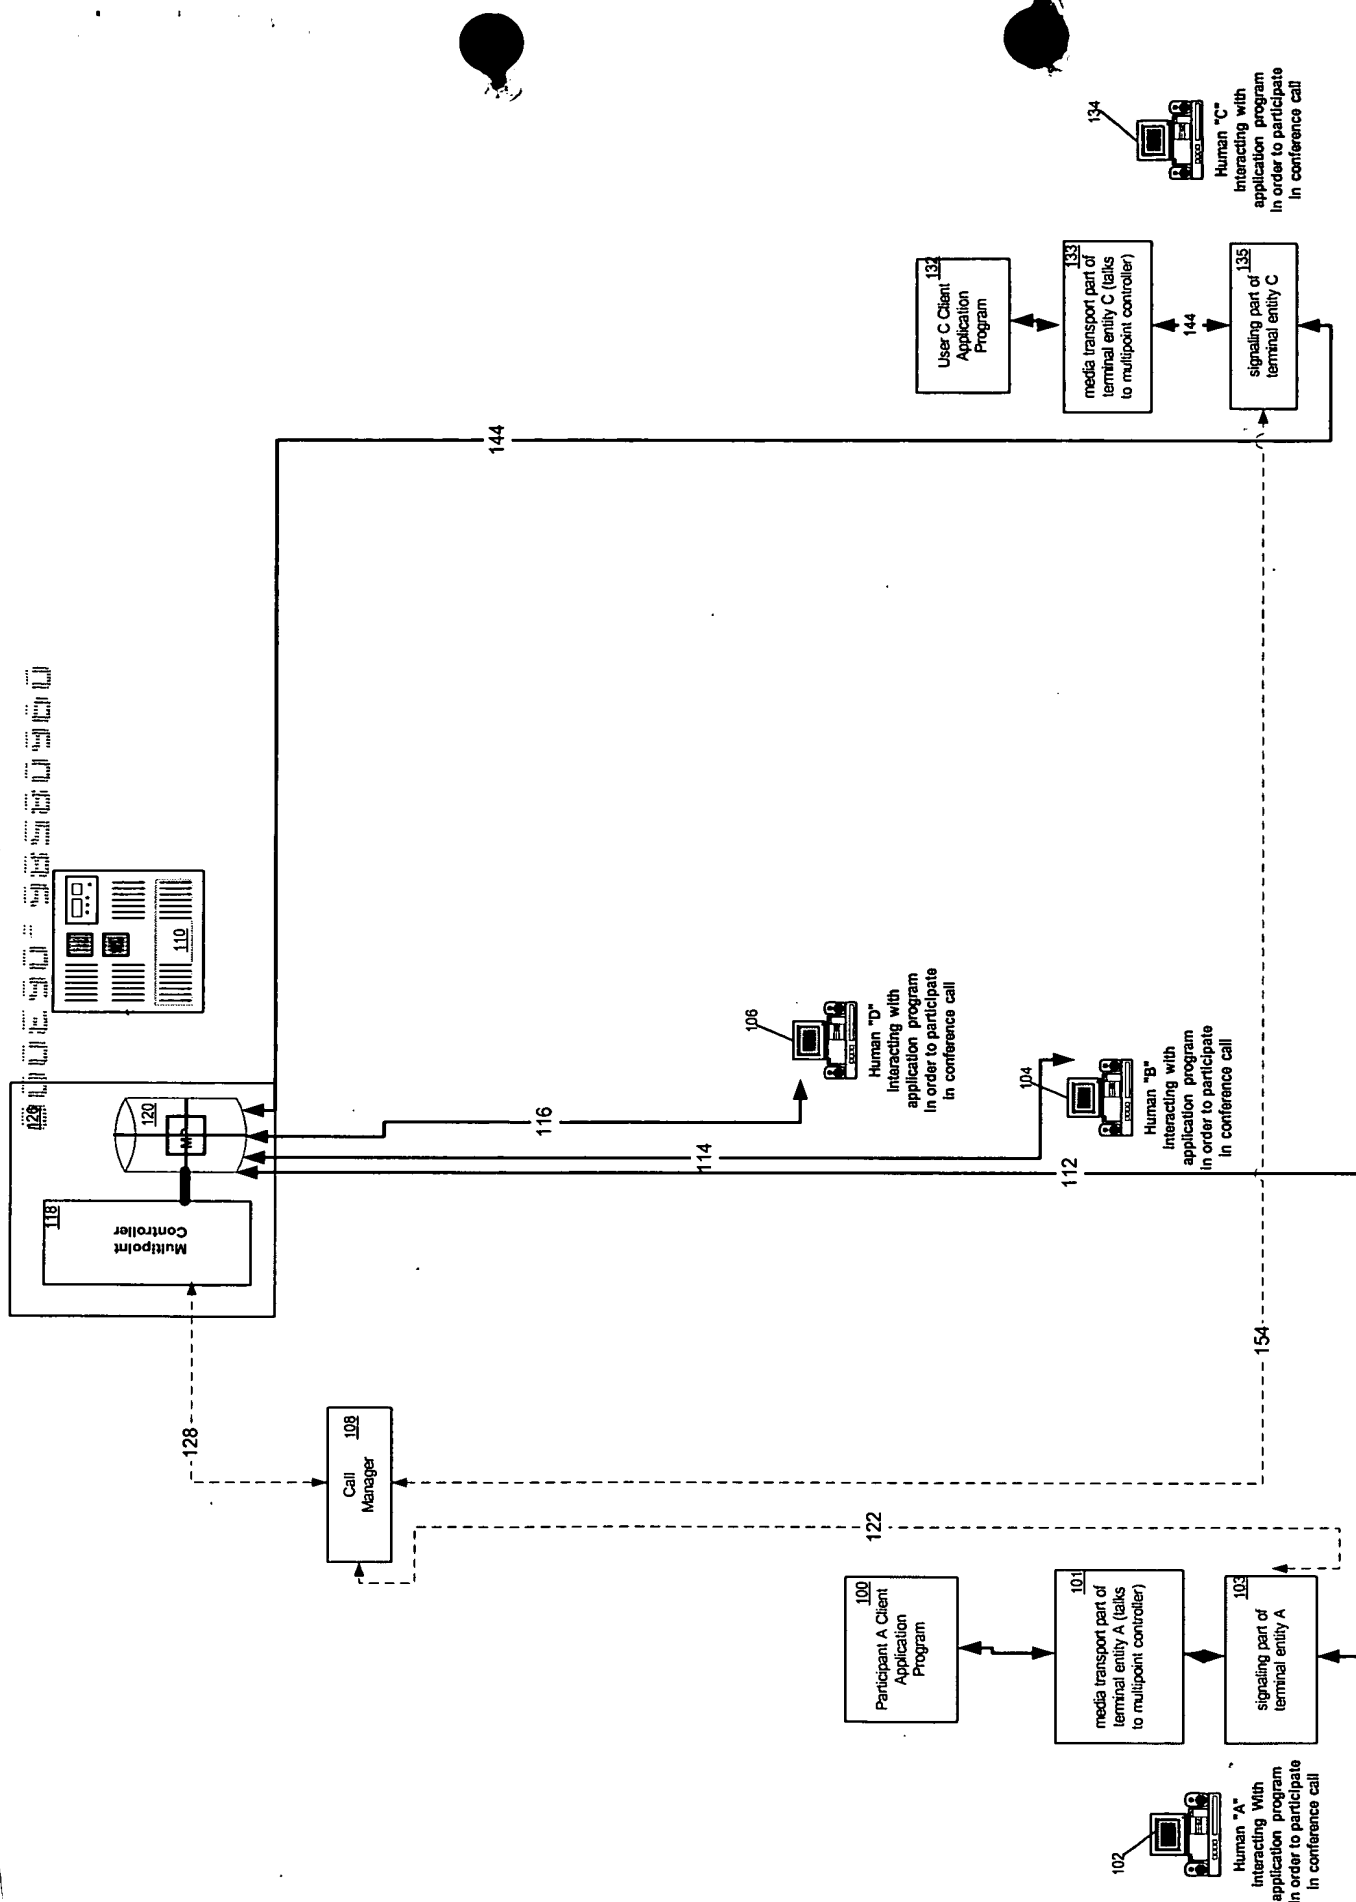 126
120
MP
118
Multipoint
Controller
110
128
Call
Manager
108
144
116
114
112
122
154
106
Human "D"
Interacting with
application program
In order to participate
In conference call
104
Human "B"
Interacting with
application program
In order to participate
In conference call
134
Human "C"
Interacting with
application program
In order to participate
In conference call
132
User C Client
Application
Program
133
media transport part of
terminal entity C (talks
to multipoint controller)
144
135
signaling part of
terminal entity C
100
Participant A Client
Application
Program
101
media transport part of
terminal entity A (talks
to multipoint controller)
103
signaling part of
terminal entity A
102
Human "A"
Interacting With
application program
In order to participate
In conference call